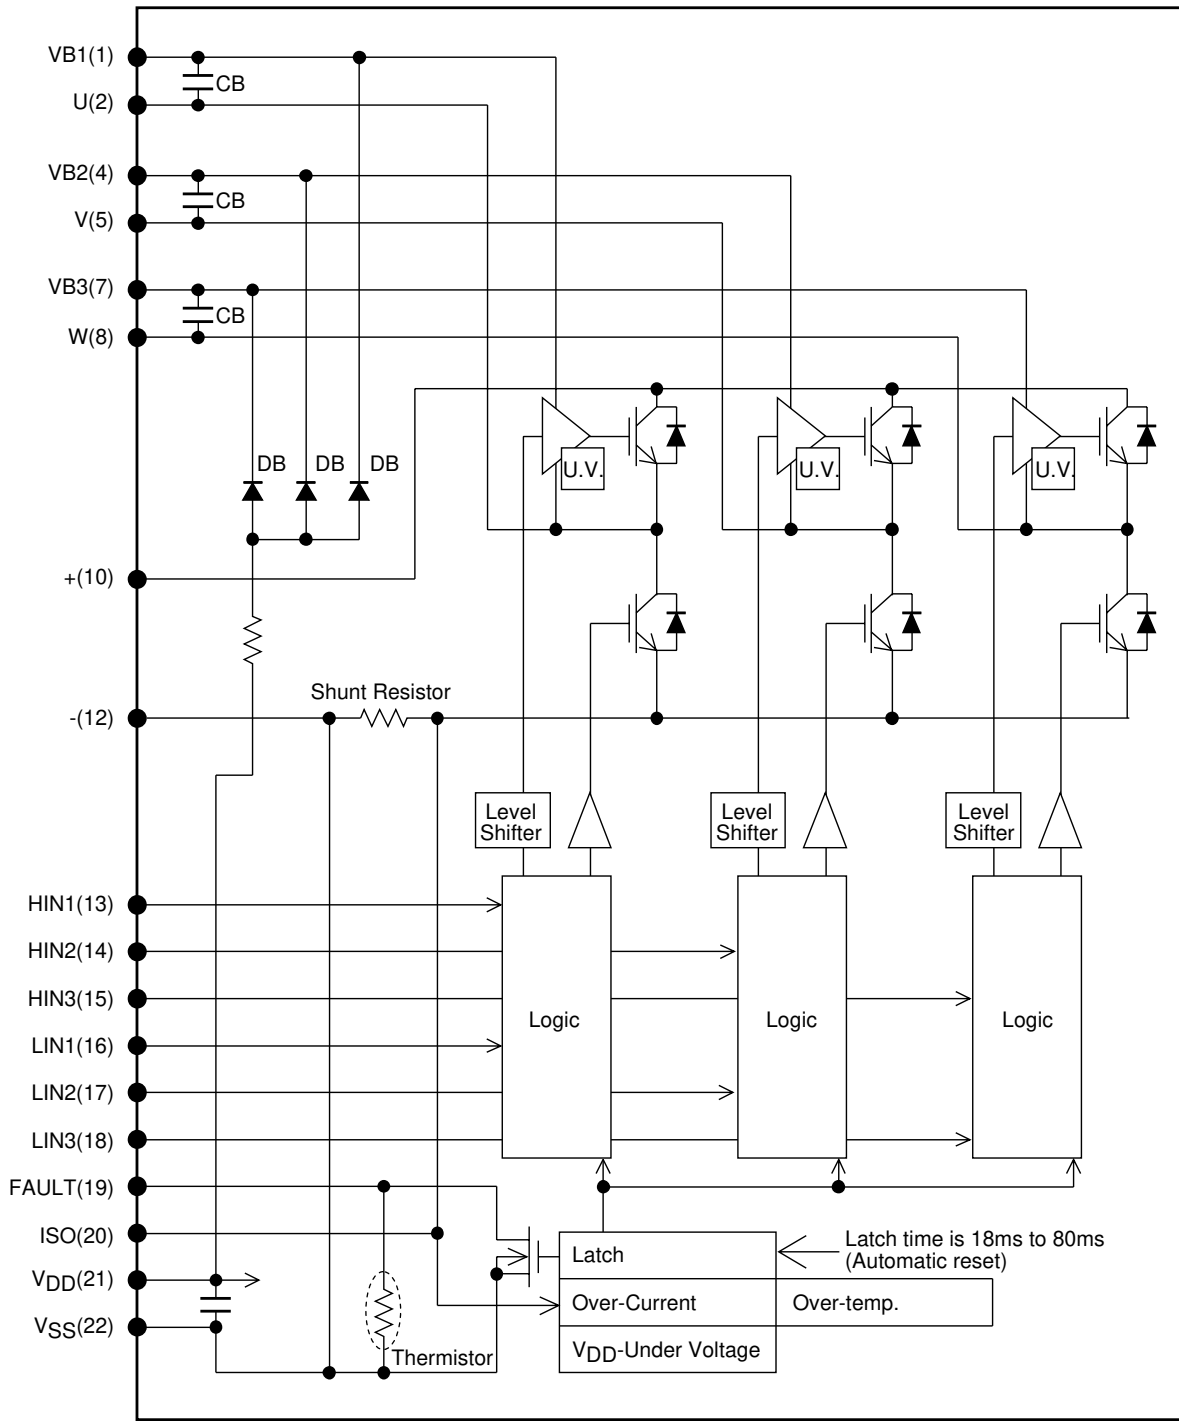 VB1(1)
CB
U(2)
VB2(4)
CB
V(5)
VB3(7)
CB
W(8)
DB DB DB
U.V. U.V. U.V.
+(10)
Shunt Resistor
-(12)
Level
Shifter
Level
Shifter
Level
Shifter
HIN1(13)
HIN2(14)
HIN3(15)
Logic Logic Logic
LIN1(16)
LIN2(17)
LIN3(18)
FAULT(19)
ISO(20)
Latch
Latch time is 18ms to 80ms
(Automatic reset)
VDD(21)
Over-Current Over-temp.
VSS(22)
Thermistor
VDD-Under Voltage